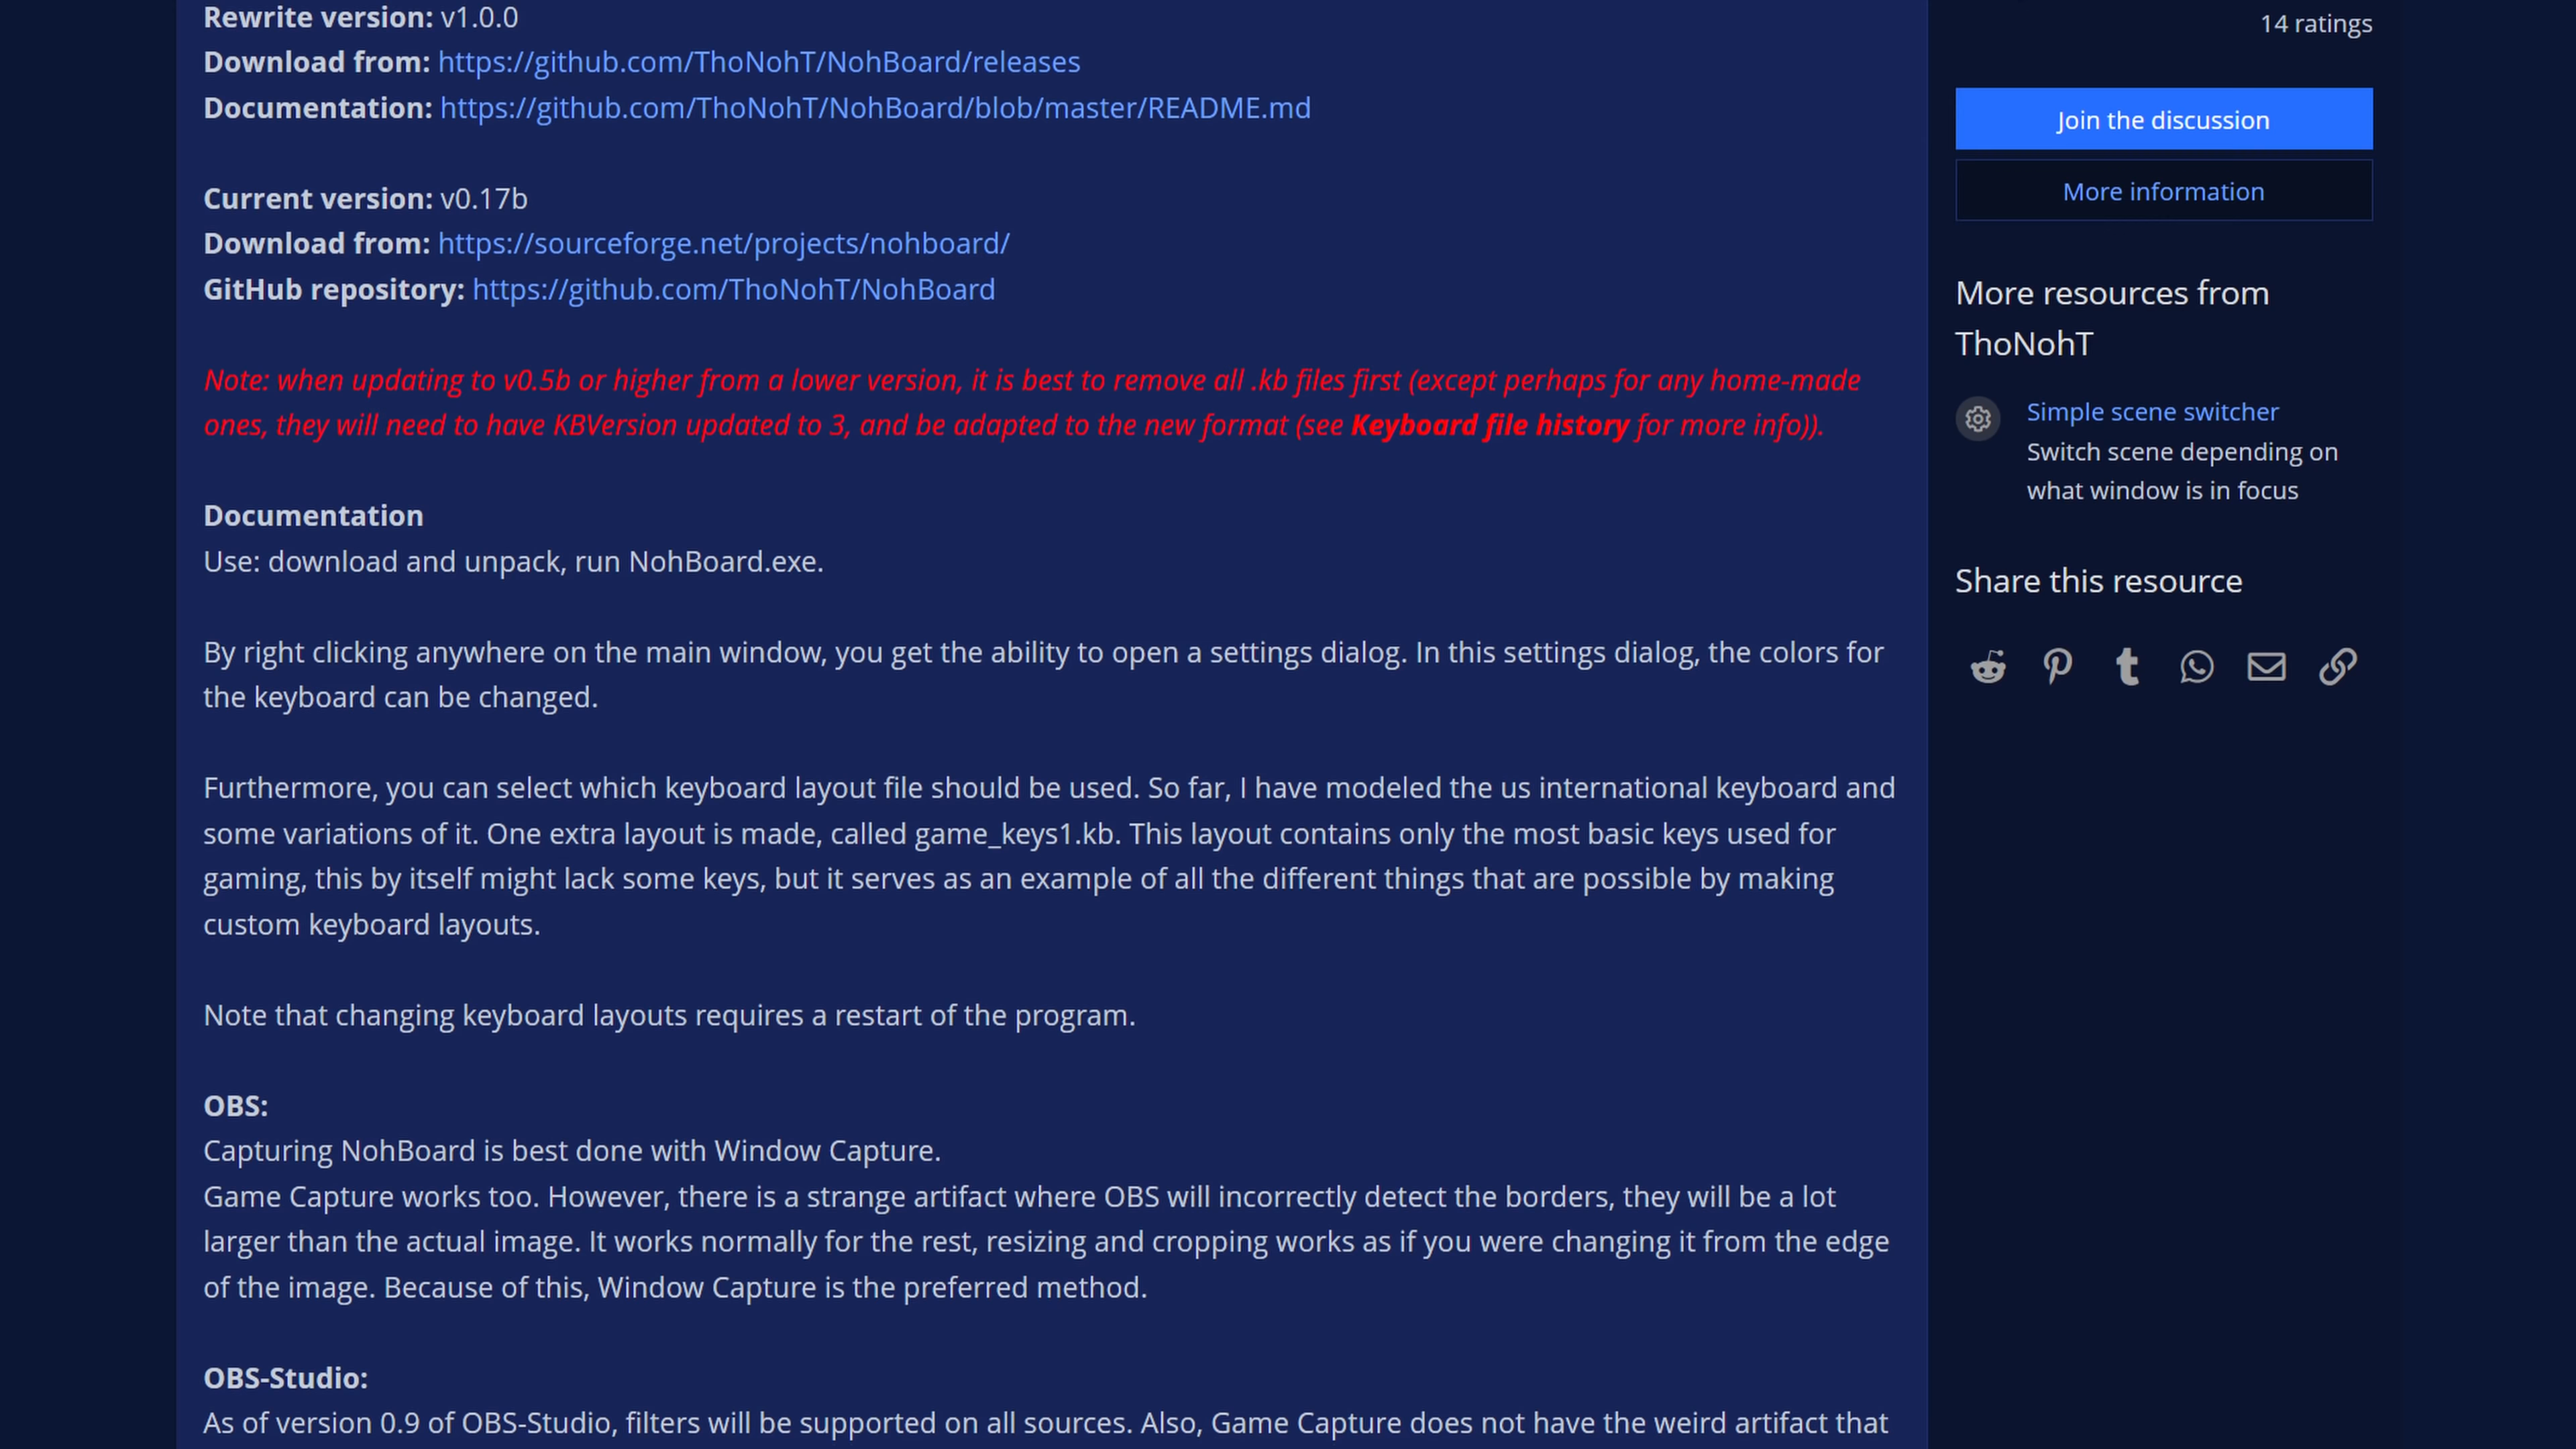 Rewrite version: v1.0.0
Download from: https://github.com/ThoNohT/NohBoard/releases
Documentation: https://github.com/ThoNohT/NohBoard/blob/master/README.md
Current version: v0.17b
Download from: https://sourceforge.net/projects/nohboard/
GitHub repository: https://github.com/ThoNohT/NohBoard
Note: when updating to v0.5b or higher from a lower version, it is best to remove all .kb files first (except perhaps for any home-made
ones, they will need to have KBVersion updated to 3, and be adapted to the new format (see Keyboard file history for more info)).
Documentation
Use: download and unpack, run NohBoard.exe.
By right clicking anywhere on the main window, you get the ability to open a settings dialog. In this settings dialog, the colors for
the keyboard can be changed.
Furthermore, you can select which keyboard layout file should be used. So far, I have modeled the us international keyboard and
some variations of it. One extra layout is made, called game_keys1.kb. This layout contains only the most basic keys used for
gaming, this by itself might lack some keys, but it serves as an example of all the different things that are possible by making
custom keyboard layouts.
Note that changing keyboard layouts requires a restart of the program.
OBS:
Capturing NohBoard is best done with Window Capture.
Game Capture works too. However, there is a strange artifact where OBS will incorrectly detect the borders, they will be a lot
larger than the actual image. It works normally for the rest, resizing and cropping works as if you were changing it from the edge
of the image. Because of this, Window Capture is the preferred method.
OBS-Studio:
As of version 0.9 of OBS-Studio, filters will be supported on all sources. Also, Game Capture does not have the weird artifact that
14 ratings
Join the discussion
More information
More resources from
ThoNohT
Simple scene switcher
Switch scene depending on
what window is in focus
Share this resource